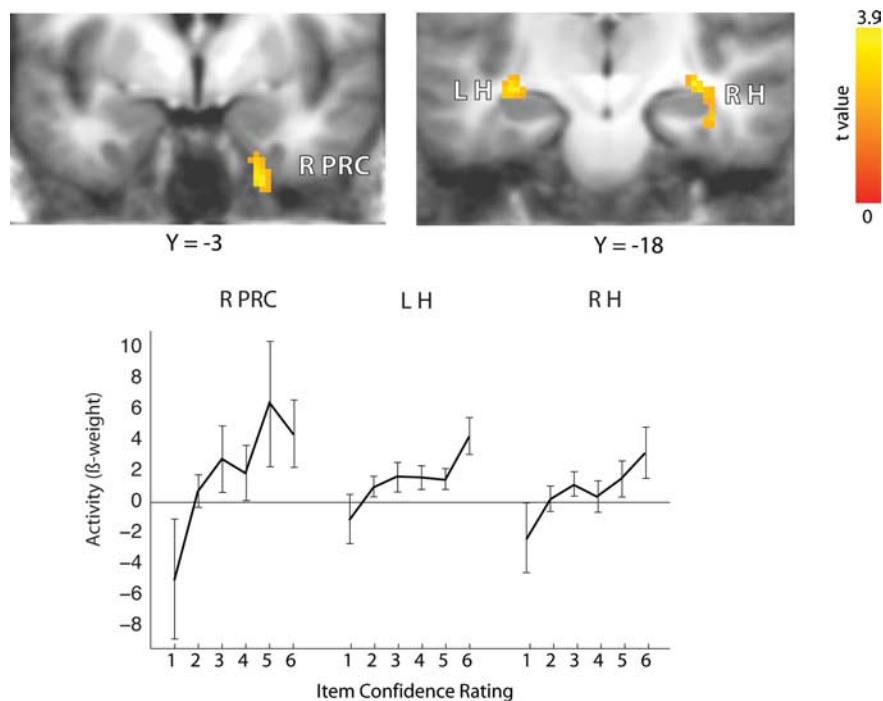 3.9
L H
R H
R PRC
t value
0
Y = -3
Y = -18
R PRC
L H
R H
10
8
6
4
2
0
−2
−4
−6
−8
Activity (ß-weight)
1 2 3 4 5 6 1 2 3 4 5 6 1 2 3 4 5 6
Item Confidence Rating